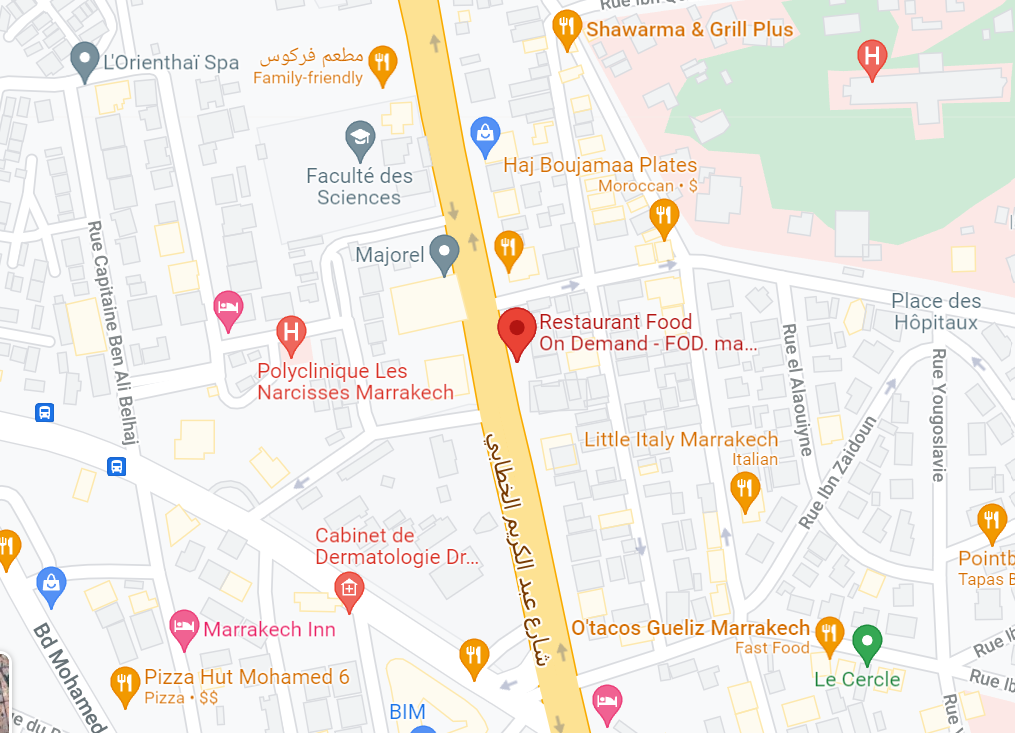 Rue Ibn
Shawarma & Grill Plus
مطعم فركوس
Family-friendly
L'Orienthaï Spa
H
Faculté des
Sciences
Haj Boujamaa Plates
Moroccan • $
Majorel
Rue Capitaine Ben Ali Belhaj
Place des
Hôpitaux
H
Restaurant Food
On Demand - FOD. ma...
Polyclinique Les
Narcisses Marrakech
Rue el Alaouiyne
Rue Yougoslavie
Little Italy Marrakech
Italian
Rue Ibn Zaidoun
شارع عبد الكريم الخطابي
Cabinet de
Dermatologie Dr...
Pointb
Tapas B
Marrakech Inn
O'tacos Gueliz Marrakech
Fast Food
Bd Mohamed
Pizza Hut Mohamed 6
Pizza • $$
Le Cercle
Rue Ib
Rue Ib
BIM
Rue Y
e du